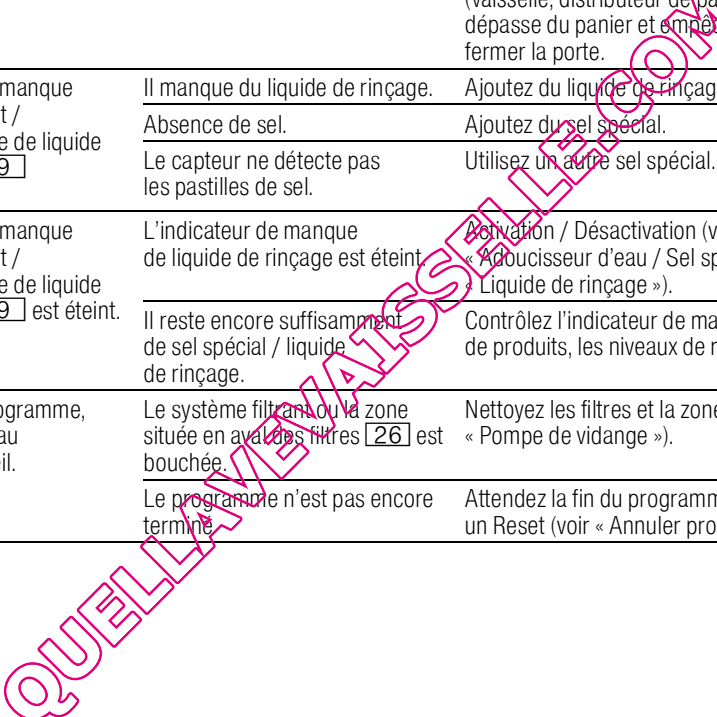 (vaisselle, distributeur de
dépasse du panier et
fermer la porte.
manque
t /
e de liquide
9
Il manque du liquide de rinçage.
Ajoutez du liquide de rinçag
Absence de sel.
Ajoutez du sel spécial.
Le capteur ne détecte pas
les pastilles de sel.
Utilisez un autre sel spécial.
manque
t /
e de liquide
9 est éteint.
L’indicateur de manque
de liquide de rinçage est éteint.
Activation / Désactivation (v
« Adoucisseur d’eau / Sel sp
« Liquide de rinçage »).
Il reste encore suffisamment
de sel spécial / liquide
de rinçage.
Contrôlez l’indicateur de ma
de produits, les niveaux de r
ogramme,
au
il.
Le système filtrant ou la zone
située en aval des filtres 26 est
bouchée.
Nettoyez les filtres et la zone
« Pompe de vidange »).
Le programme n’est pas encore
terminé
Attendez la fin du programm
un Reset (voir « Annuler pro
QUELLAVEVAISSELLE.COM